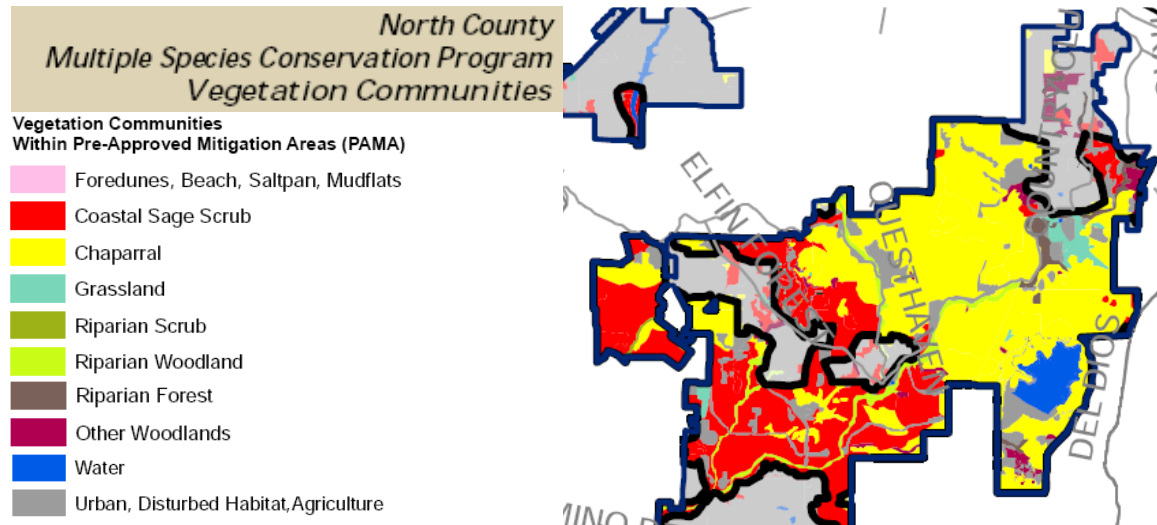 North County
Multiple Species Conservation Program
Vegetation Communities
Vegetation Communities
Within Pre-Approved Mitigation Areas (PAMA)
Foredunes, Beach, Saltpan, Mudflats
Coastal Sage Scrub
Chaparral
Grassland
Riparian Scrub
Riparian Woodland
Riparian Forest
Other Woodlands
Water
Urban, Disturbed Habitat,Agriculture
ELFIN FOREST
QUESTHAVEN
DEL DIOS